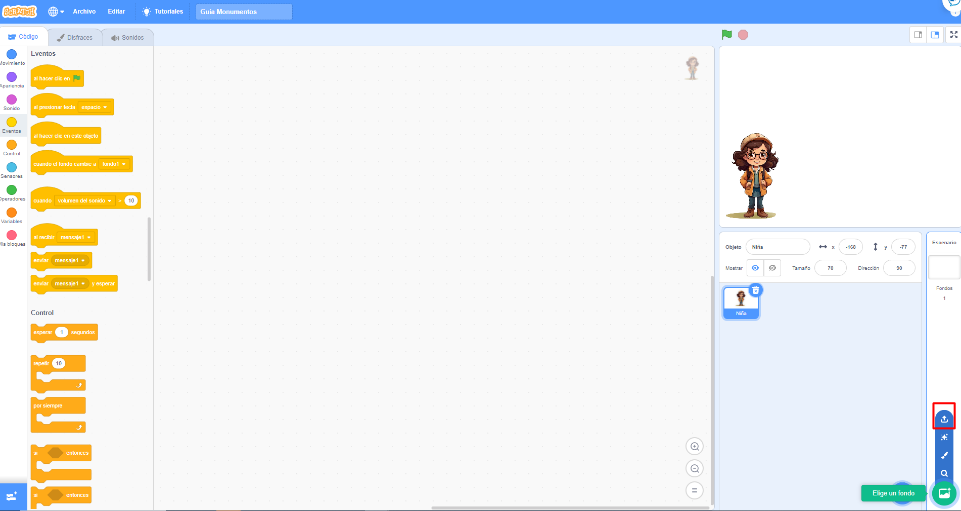 SCRATCH
Archivo
Editar
Tutoriales
Guía Monumentos
Código
Disfraces
Sonidos
Eventos
Movimiento
Apariencia
Sonido
Eventos
Control
Sensores
Operadores
Variables
Mis bloques
al hacer clic en
al presionar tecla espacio
al hacer clic en este objeto
cuando el fondo cambie a fondo1
cuando volumen del sonido > 10
al recibir mensaje1
enviar mensaje1
enviar mensaje1 y esperar
Control
esperar 1 segundos
repetir 10
por siempre
si entonces
si entonces
Objeto Niña x -160 y -77
Mostrar Tamaño 70 Dirección 90
Niña
Escenario
Fondos
1
Elige un fondo